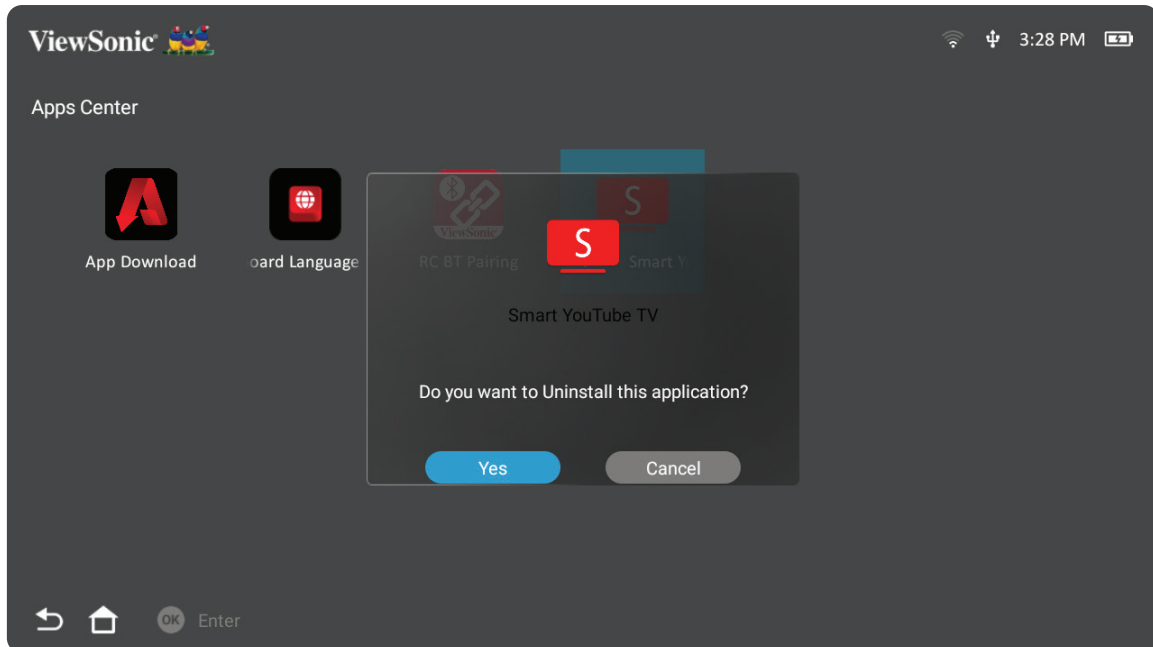 ViewSonic
3:28 PM
Apps Center
ViewSonic
S
S
App Download
oard Language
RC BT Pairing
Smart Y
Smart YouTube TV
Do you want to Uninstall this application?
Yes
Cancel
OK
Enter